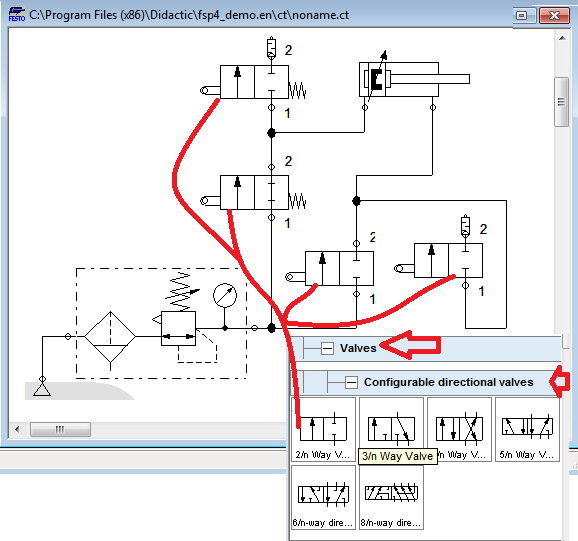 FESTO
C:\Program Files (x86)\Didactic\fsp4_demo.en\ct\noname.ct
2
1
2
1
2
1
2
1
Valves
Configurable directional valves
2/n Way V...
3/n Way Valve
/n Way V...
5/n Way V...
6/n-way dire...
8/n-way dire...